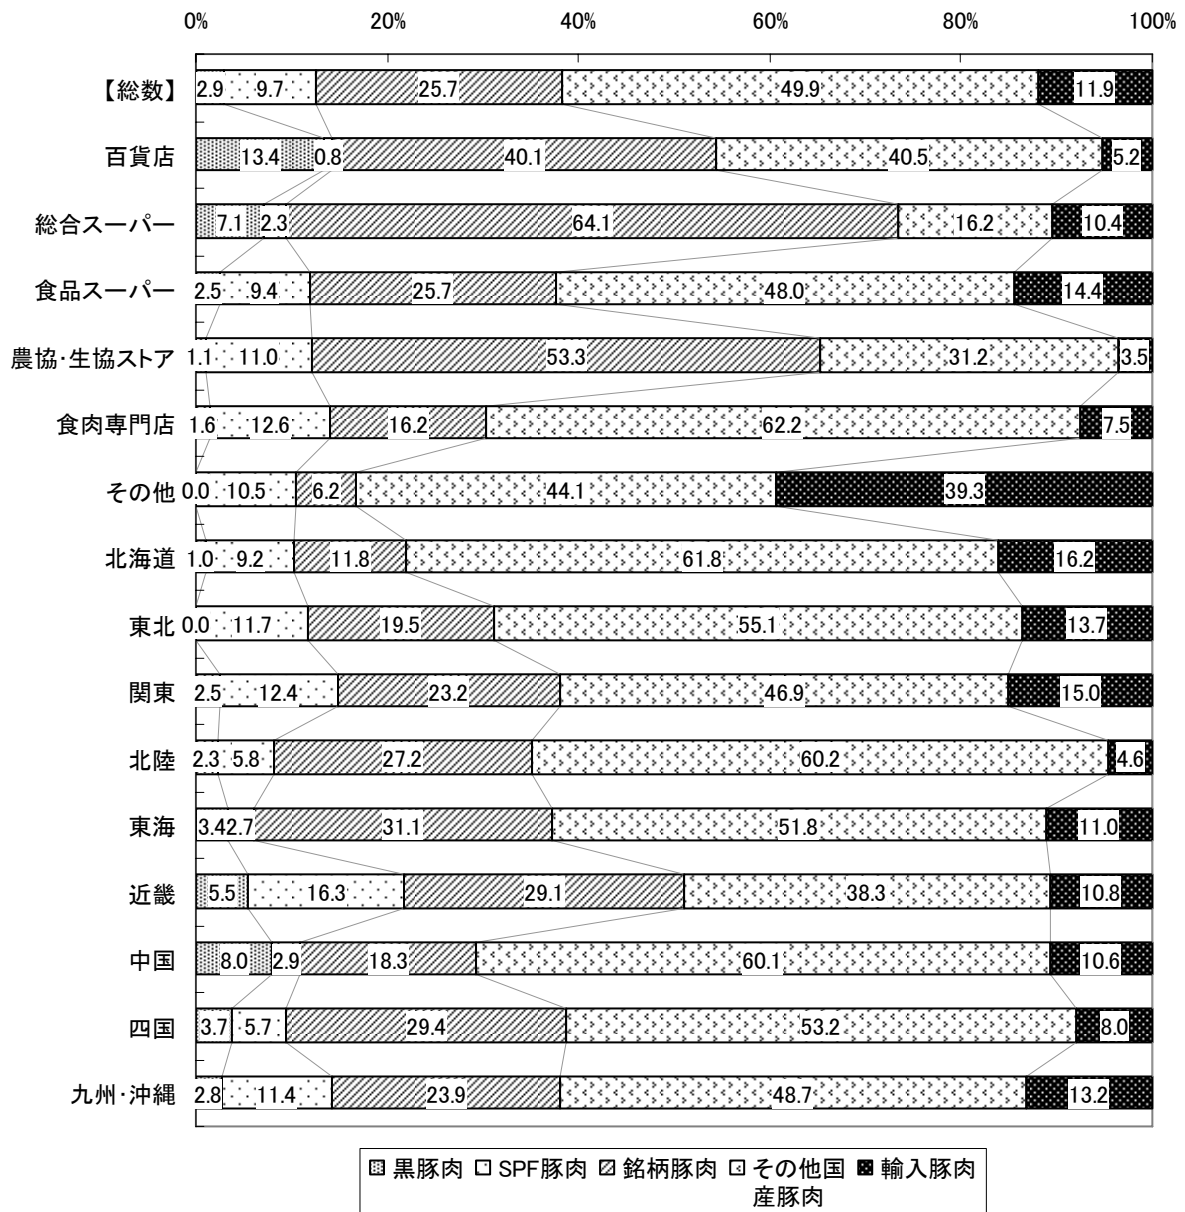 0% 20% 40% 60% 80% 100%
【総数】 2.9 9.7 25.7 49.9 11.9
百貨店 13.4 0.8 40.1 40.5 5.2
総合スーパー 7.1 2.3 64.1 16.2 10.4
食品スーパー 2.5 9.4 25.7 48.0 14.4
農協・生協ストア 1.1 11.0 53.3 31.2 3.5
食肉専門店 1.6 12.6 16.2 62.2 7.5
その他 0.0 10.5 6.2 44.1 39.3
北海道 1.0 9.2 11.8 61.8 16.2
東北 0.0 11.7 19.5 55.1 13.7
関東 2.5 12.4 23.2 46.9 15.0
北陸 2.3 5.8 27.2 60.2 4.6
東海 3.4 2.7 31.1 51.8 11.0
近畿 5.5 16.3 29.1 38.3 10.8
中国 8.0 2.9 18.3 60.1 10.6
四国 3.7 5.7 29.4 53.2 8.0
九州・沖縄 2.8 11.4 23.9 48.7 13.2
黒豚肉 SPF豚肉 銘柄豚肉 その他国 輸入豚肉
産豚肉